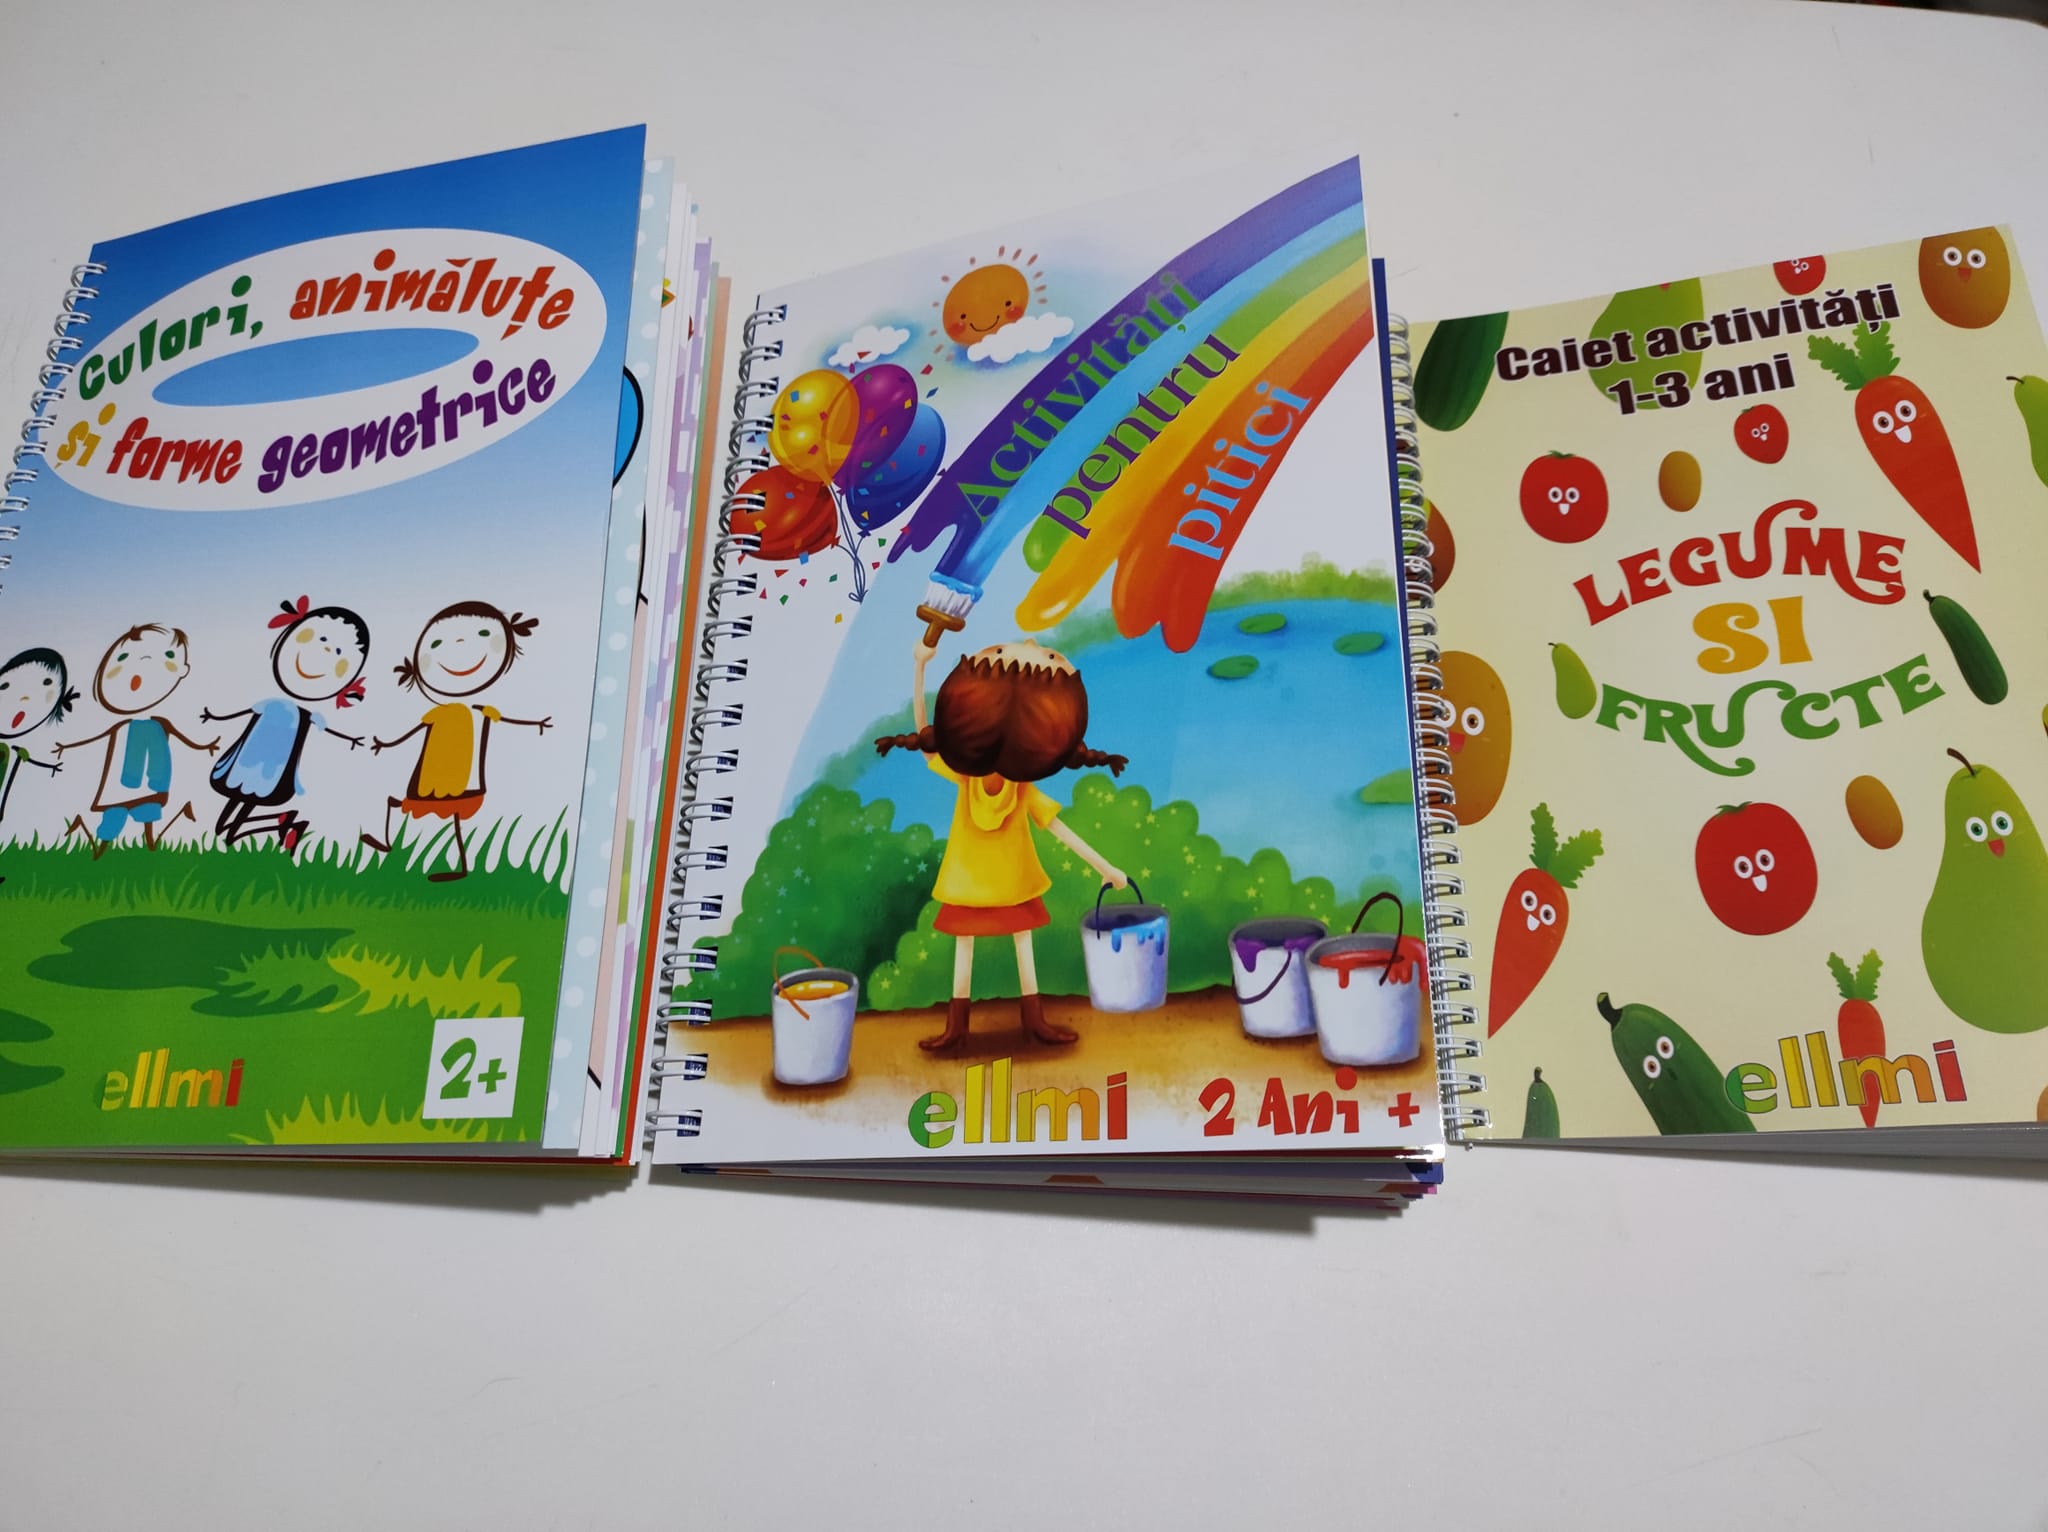 Culori, animăluțe
și forme geometrice
ellmi
2+
Activități
pentru
pitici
ellmi
2 Ani +
Caiet activități
1-3 ani
LEGUME
SI
FRUCTE
ellmi